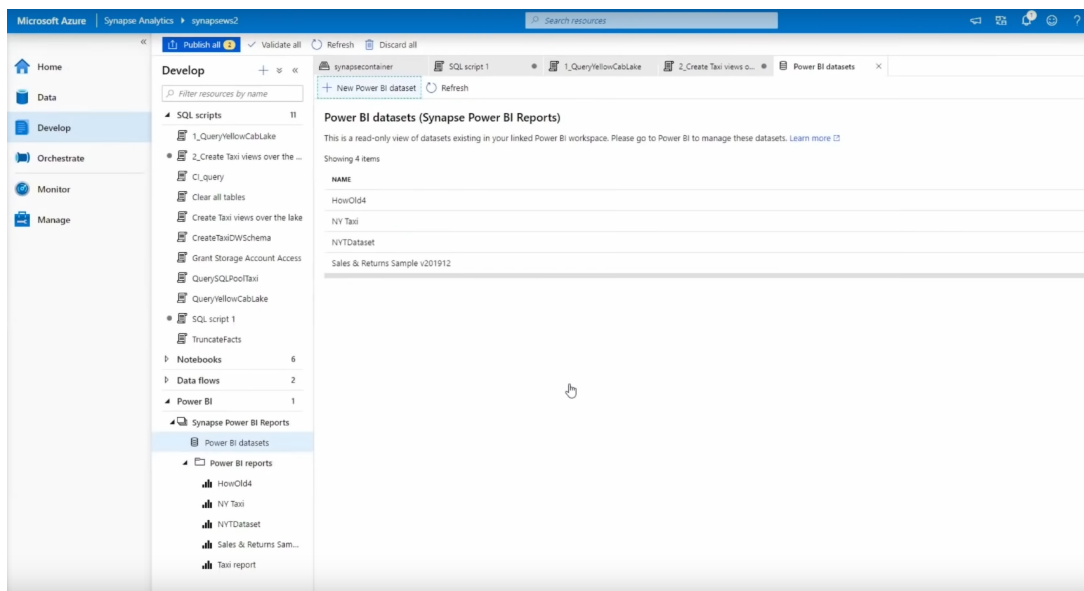 Microsoft Azure
Synapse Analytics
synapsews2
Search resources
Publish all 2
Validate all
Refresh
Discard all
Home
Data
Develop
Orchestrate
Monitor
Manage
Develop
Filter resources by name
SQL scripts 11
1_QueryYellowCabLake
2_Create Taxi views over the ...
CI_query
Clear all tables
Create Taxi views over the lake
CreateTaxiDWSchema
Grant Storage Account Access
QuerySQLPoolTaxi
QueryYellowCabLake
SQL script 1
TruncateFacts
Notebooks 6
Data flows 2
Power BI 1
Synapse Power BI Reports
Power BI datasets
Power BI reports
HowOld4
NY Taxi
NYTDataset
Sales & Returns Sam...
Taxi report
synapsecontainer
SQL script 1
1_QueryYellowCabLake
2_Create Taxi views o...
Power BI datasets
New Power BI dataset
Refresh
Power BI datasets (Synapse Power BI Reports)
This is a read-only view of datasets existing in your linked Power BI workspace. Please go to Power BI to manage these datasets. Learn more
Showing 4 items
NAME
HowOld4
NY Taxi
NYTDataset
Sales & Returns Sample v201912